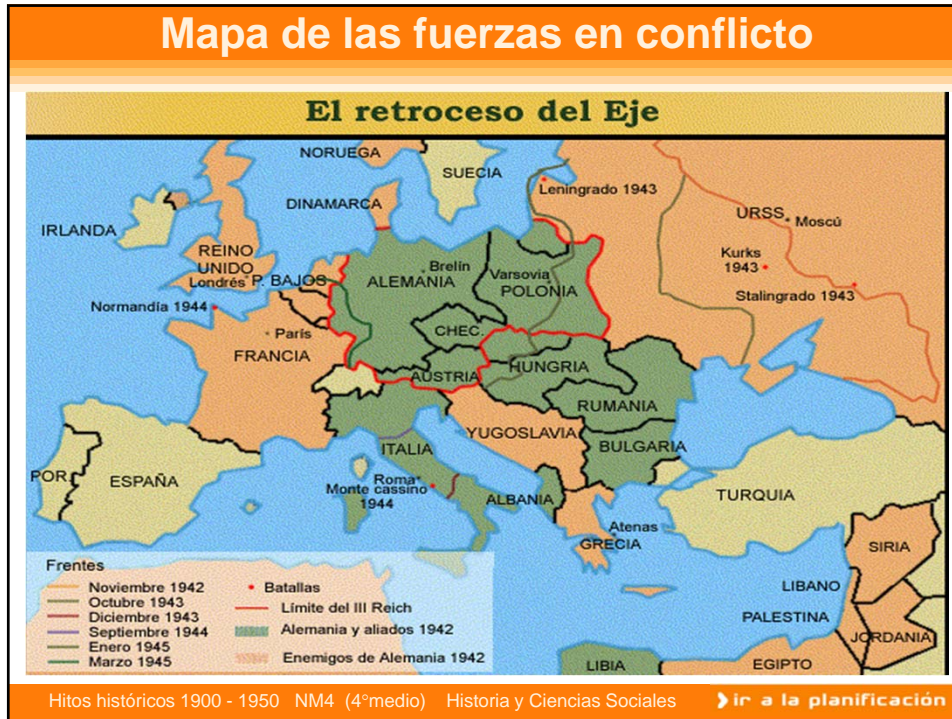 Mapa de las fuerzas en conflicto
El retroceso del Eje
NORUEGA
SUECIA
Leningrado 1943
DINAMARCA
URSS
Moscú
IRLANDA
REINO
UNIDO
Londrés
P. BAJOS
Brelín
ALEMANIA
Varsovia
POLONIA
Kurks
1943
Stalingrado 1943
Normandía 1944
París
FRANCIA
CHEC.
AUSTRIA
HUNGRIA
RUMANIA
YUGOSLAVIA
BULGARIA
ITALIA
POR.
ESPAÑA
Roma
Monte cassino
1944
ALBANIA
TURQUIA
Atenas
GRECIA
SIRIA
LIBANO
PALESTINA
JORDANIA
LIBIA
EGIPTO
Frentes
Noviembre 1942
Octubre 1943
Diciembre 1943
Septiembre 1944
Enero 1945
Marzo 1945
Batallas
Límite del III Reich
Alemania y aliados 1942
Enemigos de Alemania 1942
Hitos históricos 1900 - 1950 NM4 (4°medio) Historia y Ciencias Sociales
ir a la planificación